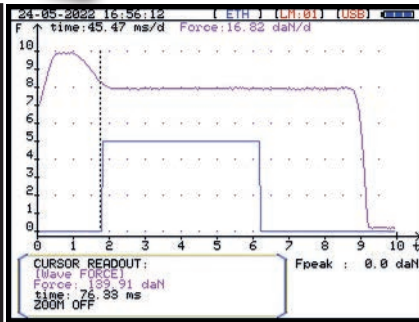 24-05-2022 16:56:12 [ ETH ] [LM:01] [USB]
F time:45.47 ms/d Force:16.82 daN/d
10
9
8
7
6
5
4
3
2
1
0
0 1 2 3 4 5 6 7 8 9 10 t
CURSOR READOUT:
[Wave FORCE]
Force: 139.91 daN
time: 76.33 ms
ZOOM OFF
Fpeak : 0.0 daN